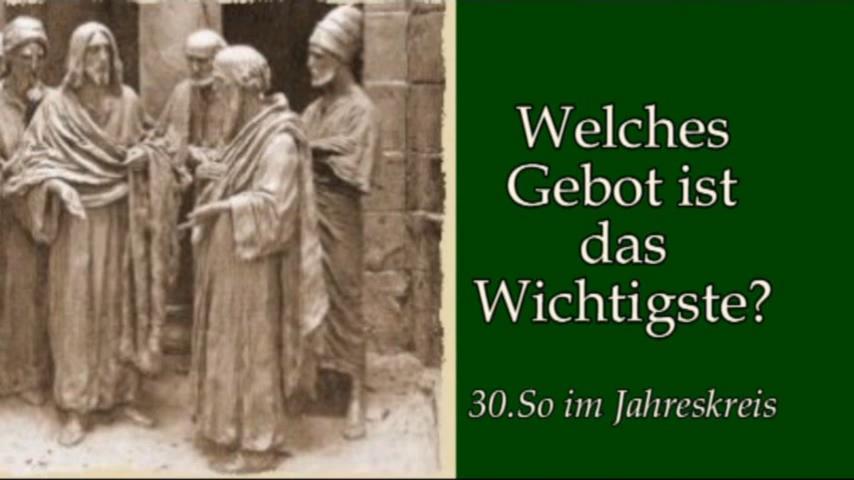 Welches
Gebot ist
das
Wichtigste?
30.So im Jahreskreis